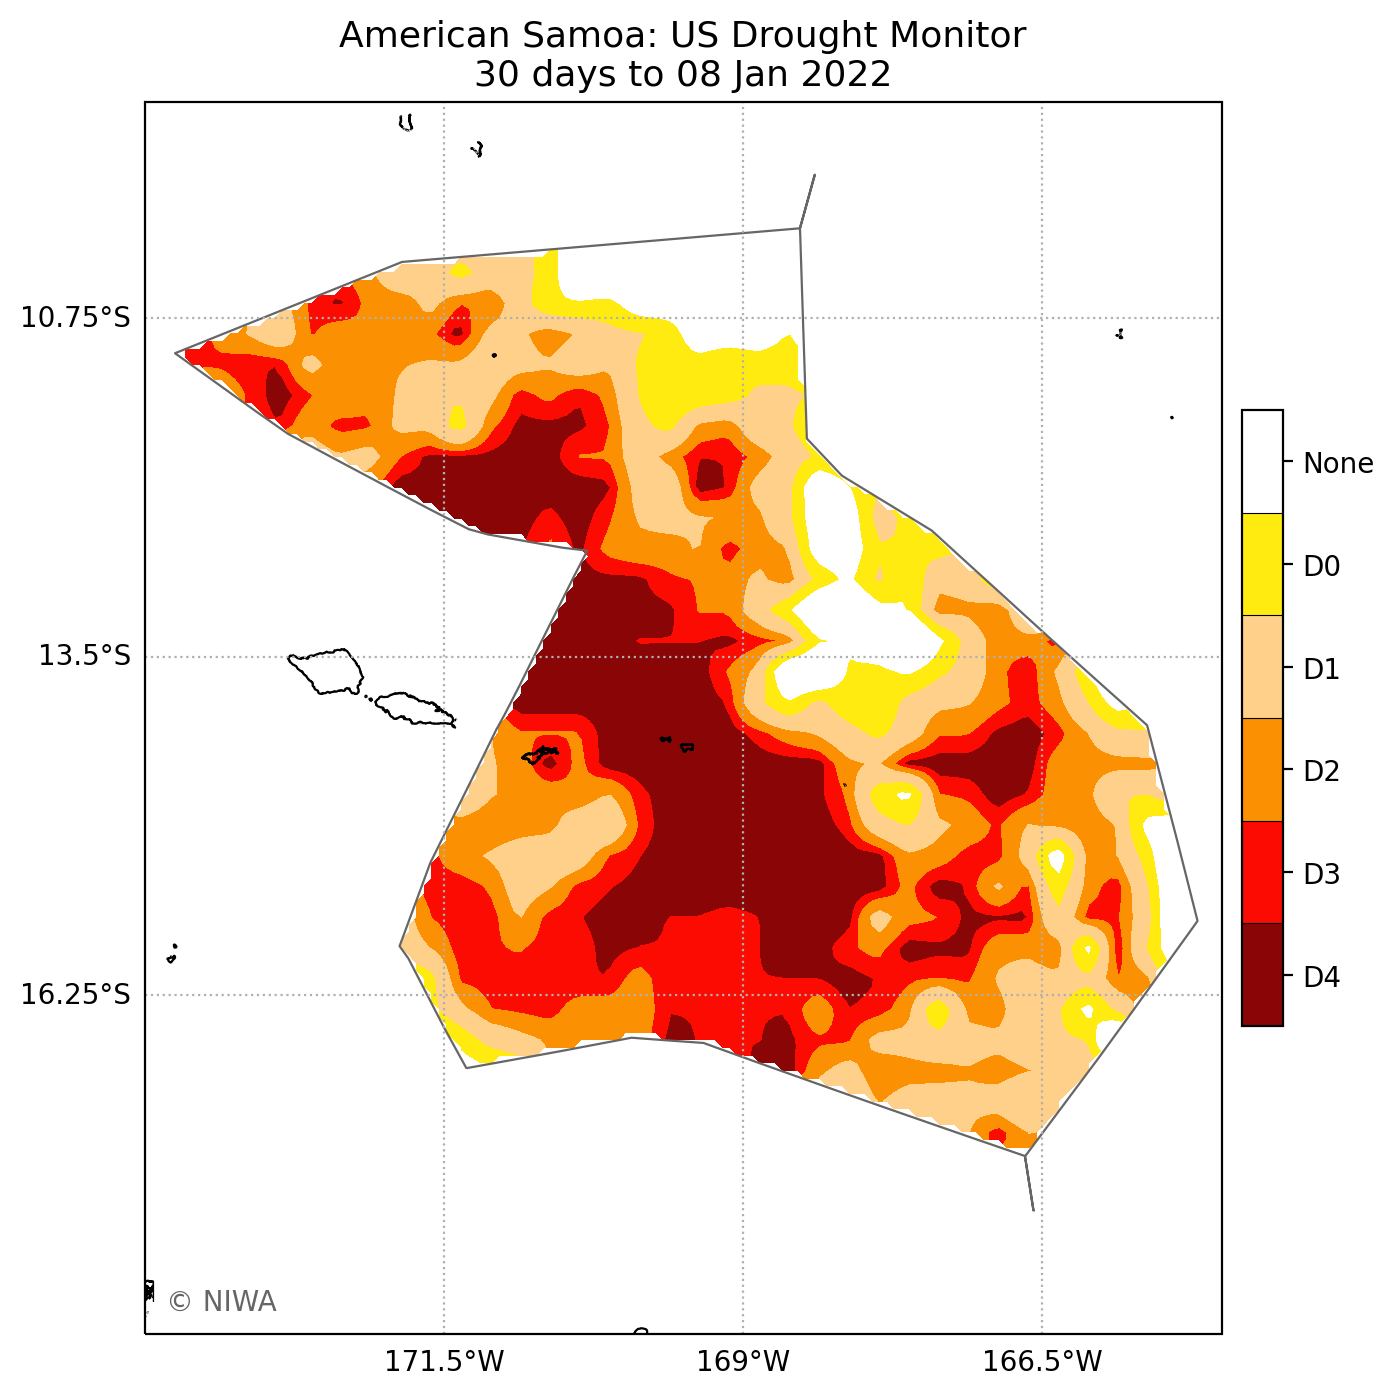 American Samoa: US Drought Monitor
30 days to 08 Jan 2022
10.75°S
13.5°S
16.25°S
171.5°W
169°W
166.5°W
None
D0
D1
D2
D3
D4
© NIWA